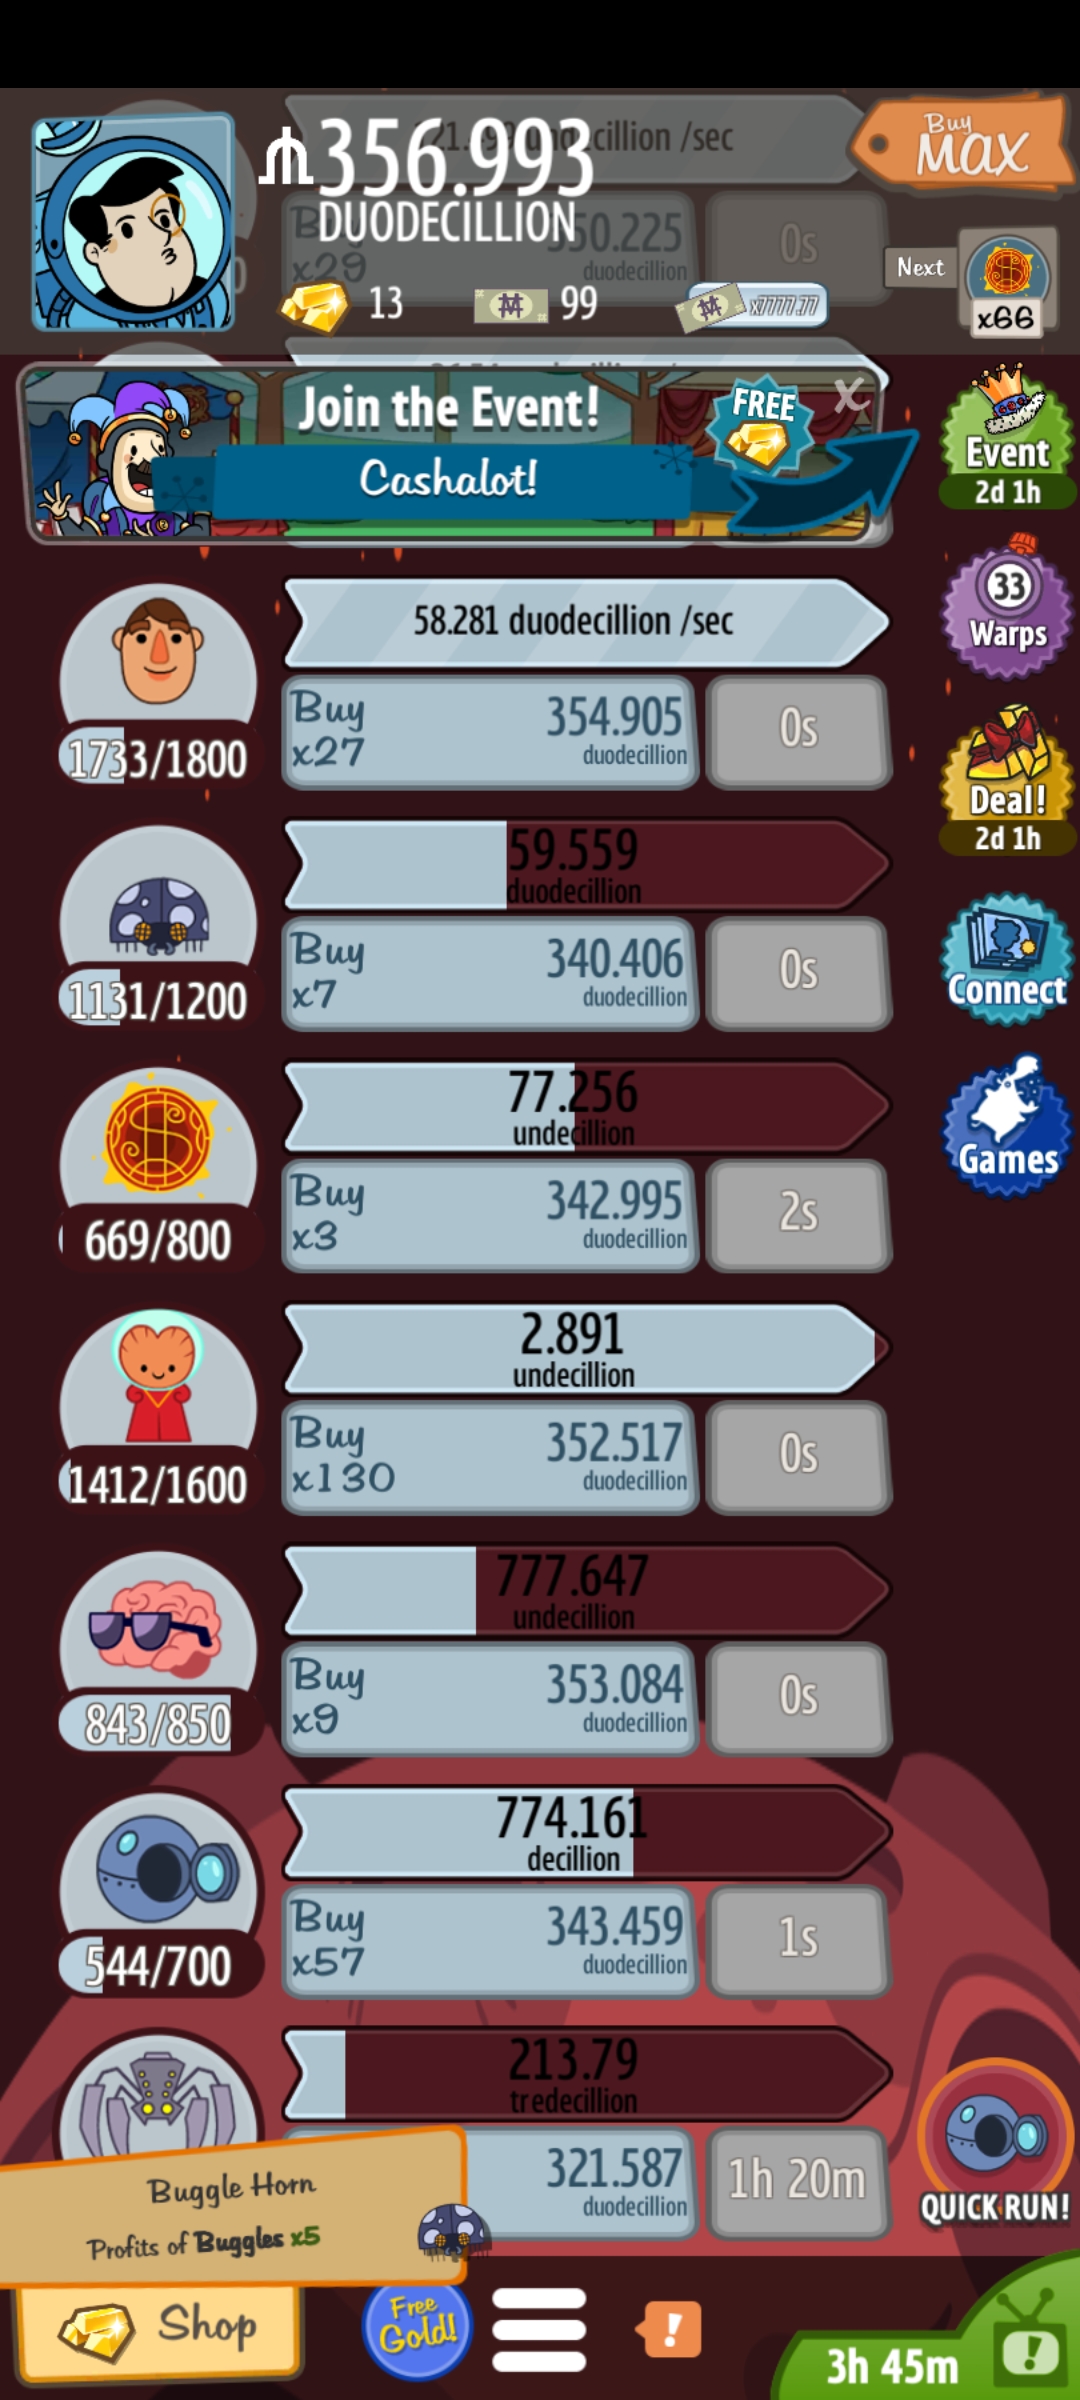 356.993
DUODECILLION
Buy
MAX
Buy
x29
50.225
duodecillion
0s
Next
x66
13
99
x7777.77
Join the Event!
Cashalot!
FREE
X
Event
2d 1h
58.281 duodecillion /sec
1733/1800
Buy
x27
354.905
duodecillion
0s
33
Warps
Deal!
2d 1h
59.559
duodecillion
1131/1200
Buy
x7
340.406
duodecillion
0s
Connect
77.256
undecillion
669/800
Buy
x3
342.995
duodecillion
2s
Games
2.891
undecillion
1412/1600
Buy
x130
352.517
duodecillion
0s
777.647
undecillion
843/850
Buy
x9
353.084
duodecillion
0s
774.161
decillion
544/700
Buy
x57
343.459
duodecillion
1s
213.79
tredecillion
321.587
duodecillion
1h 20m
QUICK RUN!
Buggle Horn
Profits of Buggles x5
Shop
Free
Gold!
!
3h 45m
!